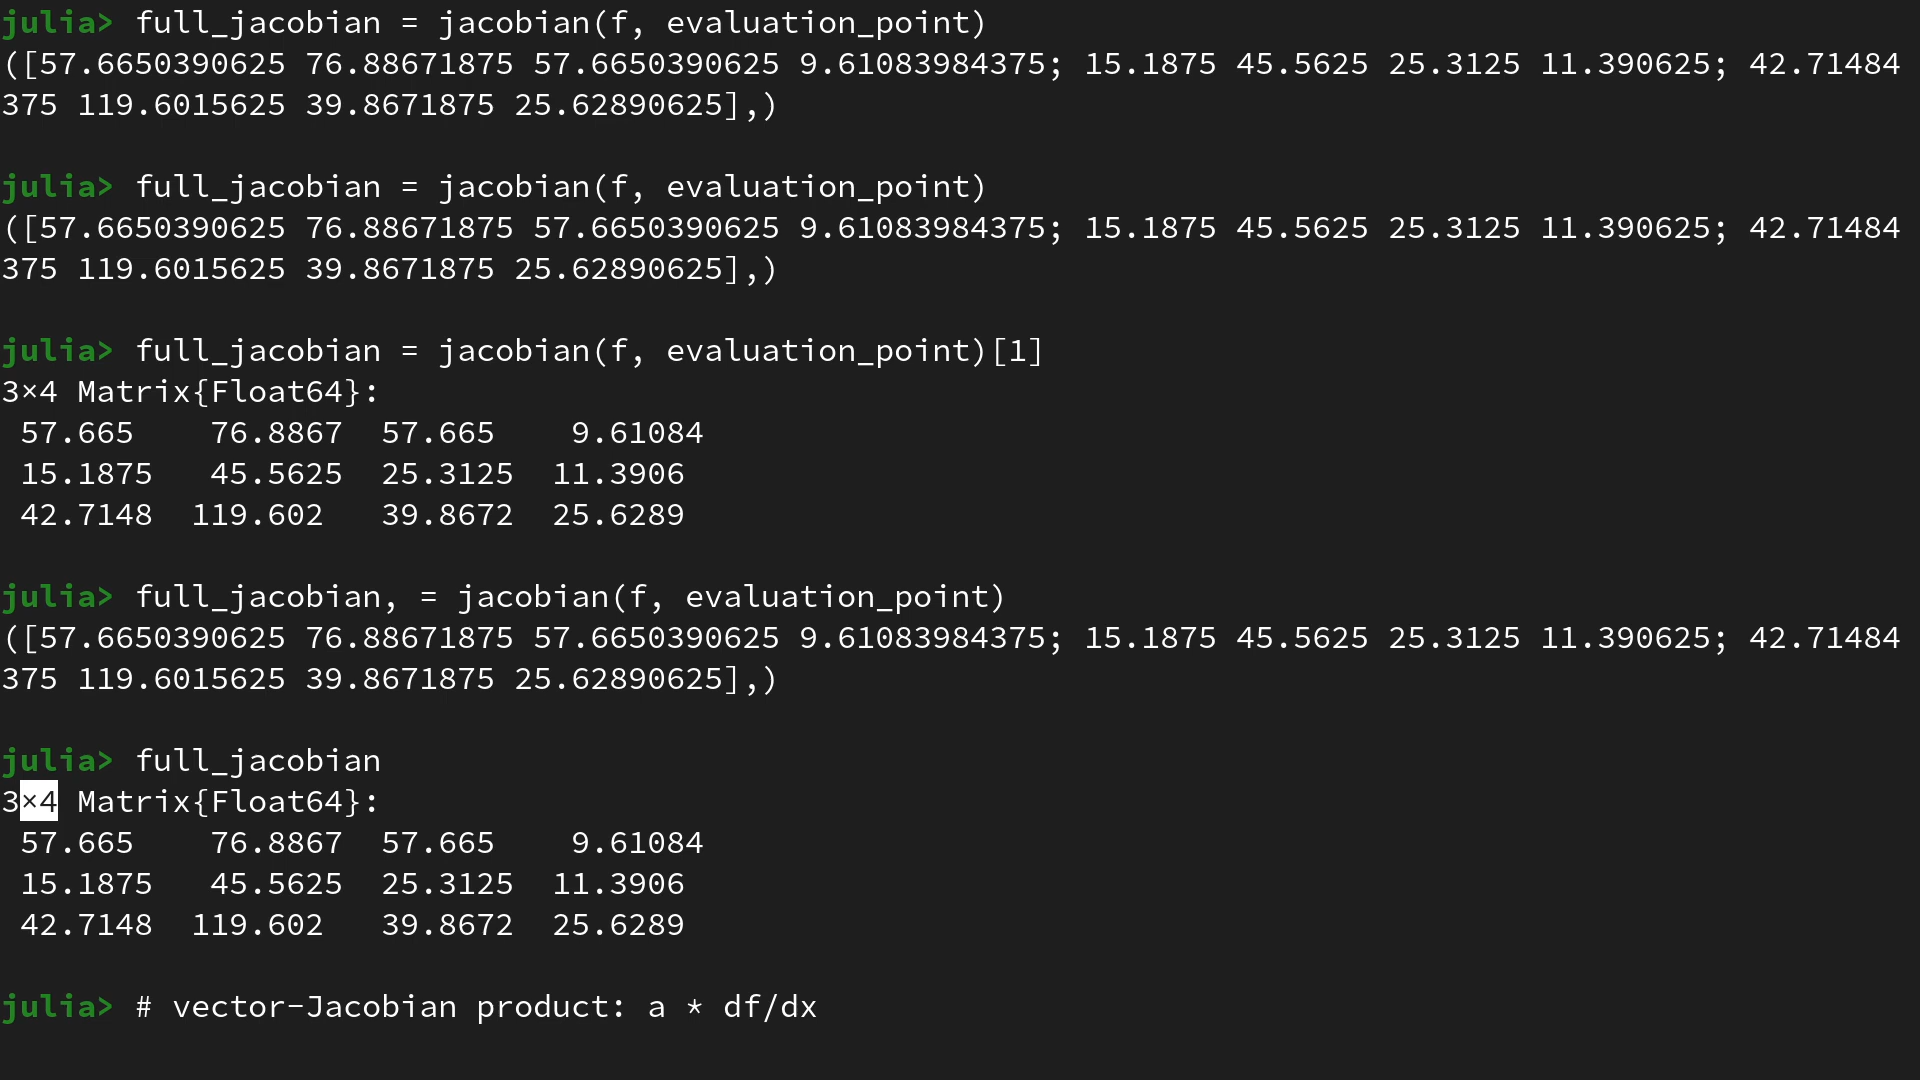 julia> full_jacobian = jacobian(f, evaluation_point)
([57.6650390625 76.88671875 57.6650390625 9.61083984375; 15.1875 45.5625 25.3125 11.390625; 42.71484
375 119.6015625 39.8671875 25.62890625],)
julia> full_jacobian = jacobian(f, evaluation_point)
([57.6650390625 76.88671875 57.6650390625 9.61083984375; 15.1875 45.5625 25.3125 11.390625; 42.71484
375 119.6015625 39.8671875 25.62890625],)
julia> full_jacobian = jacobian(f, evaluation_point)[1]
3×4 Matrix{Float64}:
57.665 76.8867 57.665 9.61084
15.1875 45.5625 25.3125 11.3906
42.7148 119.602 39.8672 25.6289
julia> full_jacobian, = jacobian(f, evaluation_point)
([57.6650390625 76.88671875 57.6650390625 9.61083984375; 15.1875 45.5625 25.3125 11.390625; 42.71484
375 119.6015625 39.8671875 25.62890625],)
julia> full_jacobian
3×4 Matrix{Float64}:
57.665 76.8867 57.665 9.61084
15.1875 45.5625 25.3125 11.3906
42.7148 119.602 39.8672 25.6289
julia> # vector-Jacobian product: a * df/dx